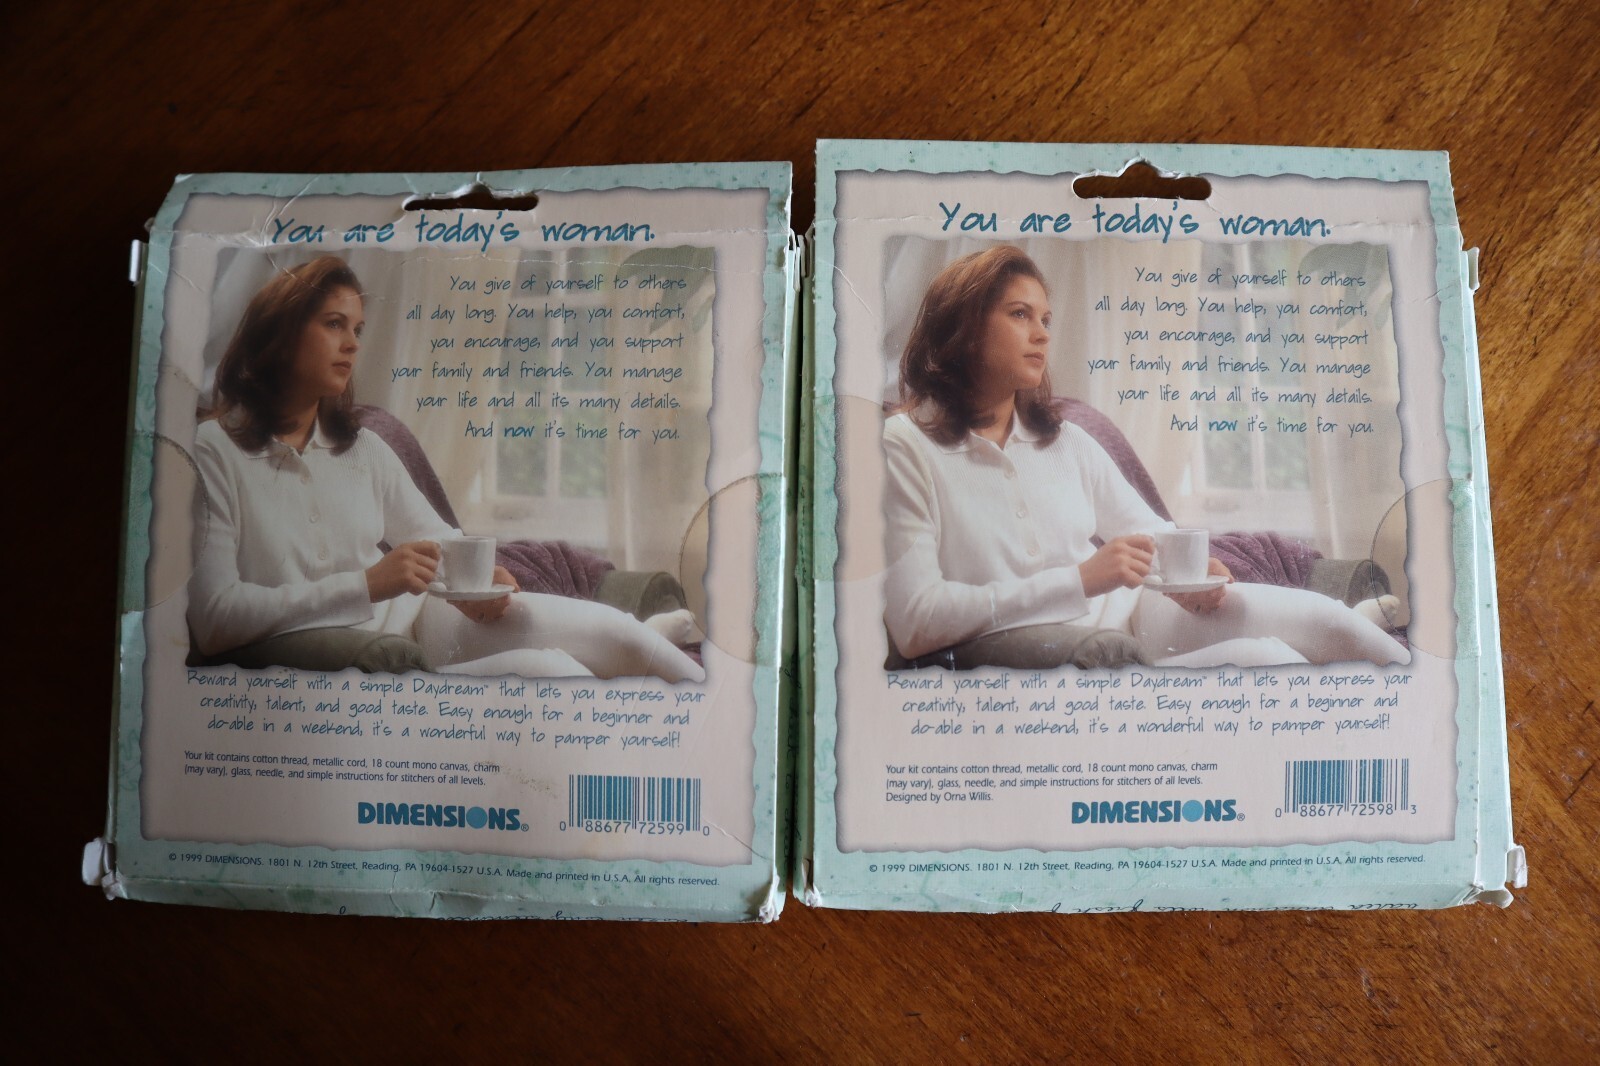 You are today's woman.
You give of yourself to others
all day long. You help, you comfort,
you encourage, and you support
your family and friends. You manage
your life and all its many details.
And now it's time for you.
Reward yourself with a simple Daydream™ that lets you express your
creativity, talent, and good taste. Easy enough for a beginner and
do-able in a weekend, it's a wonderful way to pamper yourself!
Your kit contains cotton thread, metallic cord, 18 count mono canvas, charm
(may vary), glass, needle, and simple instructions for stitchers of all levels.
DIMENSIONS®
0 88677 72599 0
© 1999 DIMENSIONS. 1801 N. 12th Street, Reading, PA 19604-1527 U.S.A. Made and printed in U.S.A. All rights reserved.
You are today's woman.
You give of yourself to others
all day long. You help, you comfort,
you encourage, and you support
your family and friends. You manage
your life and all its many details.
And now it's time for you.
Reward yourself with a simple Daydream™ that lets you express your
creativity, talent, and good taste. Easy enough for a beginner and
do-able in a weekend, it's a wonderful way to pamper yourself!
Your kit contains cotton thread, metallic cord, 18 count mono canvas, charm
(may vary), glass, needle, and simple instructions for stitchers of all levels.
Designed by Orna Willis.
DIMENSIONS®
0 88677 72598 3
© 1999 DIMENSIONS. 1801 N. 12th Street, Reading, PA 19604-1527 U.S.A. Made and printed in U.S.A. All rights reserved.